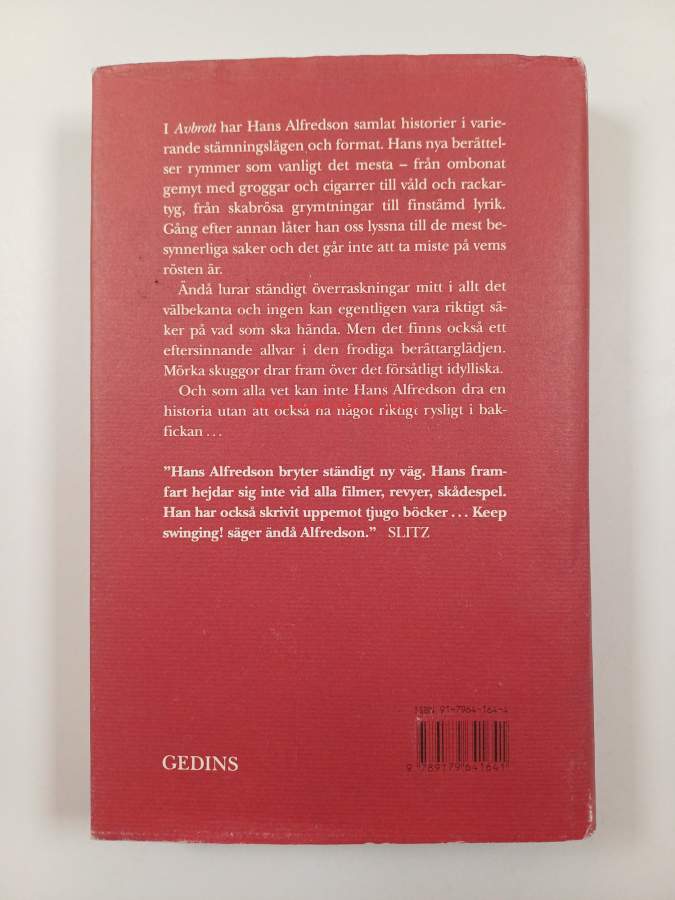 I Avbrott har Hans Alfredson samlat historier i varie-
rande stämningslägen och format. Hans nya berättel-
ser rymmer som vanligt det mesta – från ombonat
gemyt med groggar och cigarrer till våld och rackar-
tyg, från skabrösa grymtningar till finstämd lyrik.
Gång efter annan låter han oss lyssna till de mest be-
synnerliga saker och det går inte att ta miste på vems
rösten är.
Ändå lurar ständigt överraskningar mitt i allt det
välbekanta och ingen kan egentligen vara riktigt sä-
ker på vad som ska hända. Men det finns också ett
eftersinnande allvar i den frodiga berättarglädjen.
Mörka skuggor drar fram över det försåtligt idylliska.
Och som alla vet kan inte Hans Alfredson dra en
historia utan att också ha något riktigt rysligt i bak-
fickan ...
”Hans Alfredson bryter ständigt ny väg. Hans fram-
fart hejdar sig inte vid alla filmer, revyer, skådespel.
Han har också skrivit uppemot tjugo böcker ... Keep
swinging! säger ändå Alfredson.” SLITZ
ISBN 91-7964-164-4
GEDINS
9 789179 641641